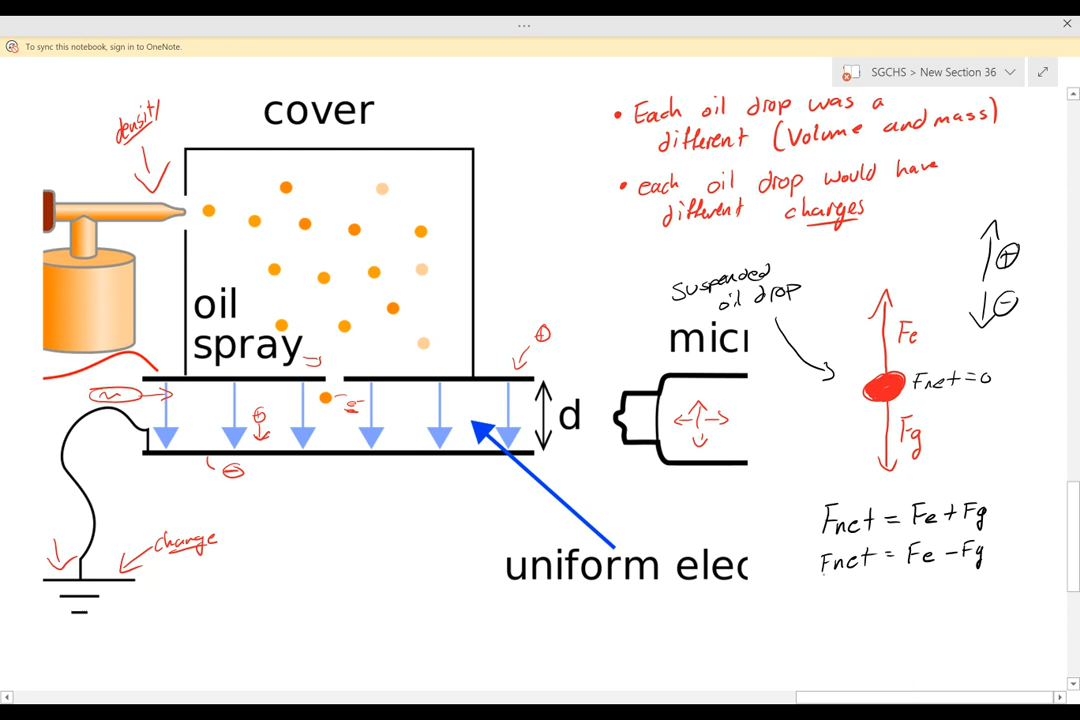 ...
To sync this notebook, sign in to OneNote.
SGCHS > New Section 36
density
cover
• Each oil drop was a
different (Volume and mass)
• each oil drop would have
different charges
oil
spray
suspended
oil drop
micr
Fe
Fnet=0
Fg
d
change
uniform elec
Fnet = Fe + Fg
Fnet = Fe - Fg